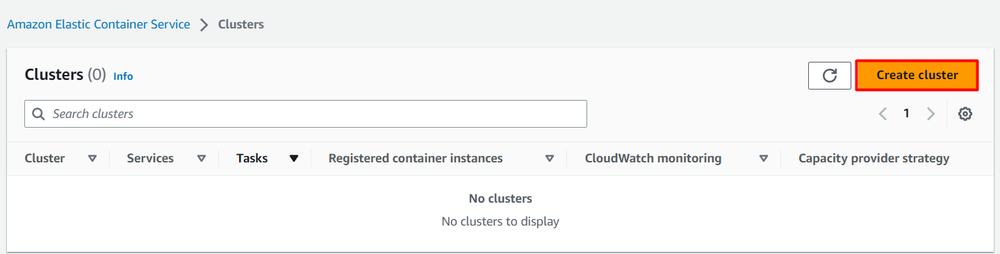 Amazon Elastic Container Service > Clusters
Clusters (0) Info
Create cluster
Search clusters
1
Cluster Services Tasks Registered container instances CloudWatch monitoring Capacity provider strategy
No clusters
No clusters to display